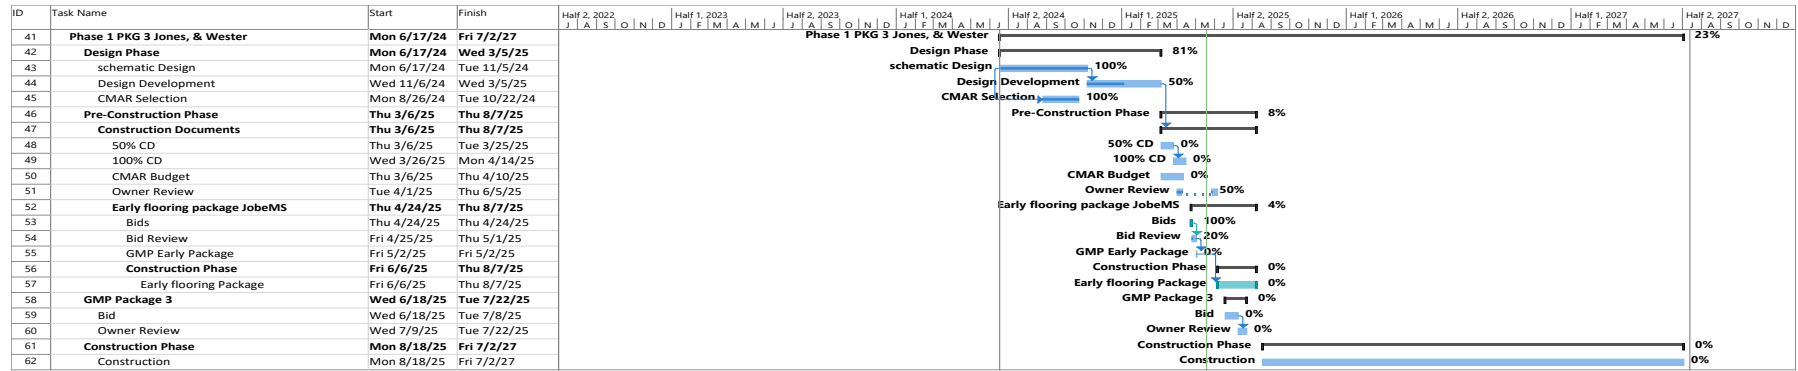 ID Task Name Start Finish Half 2, 2022 Half 1, 2023 Half 2, 2023 Half 1, 2024 Half 2, 2024 Half 1, 2025 Half 2, 2025 Half 1, 2026 Half 2, 2026 Half 1, 2027 Half 2, 2027
J A S O N D J F M A M J J A S O N D J F M A M J J A S O N D J F M A M J J A S O N D J F M A M J J A S O N D J F M A M J J A S O N D
41 Phase 1 PKG 3 Jones, & Wester Mon 6/17/24 Fri 7/2/27 Phase 1 PKG 3 Jones, & Wester 23%
42 Design Phase Mon 6/17/24 Wed 3/5/25 Design Phase 81%
43 schematic Design Mon 6/17/24 Tue 11/5/24 schematic Design 100%
44 Design Development Wed 11/6/24 Wed 3/5/25 Design Development 50%
45 CMAR Selection Mon 8/26/24 Tue 10/22/24 CMAR Selection 100%
46 Pre-Construction Phase Thu 3/6/25 Thu 8/7/25 Pre-Construction Phase 8%
47 Construction Documents Thu 3/6/25 Thu 8/7/25
48 50% CD Thu 3/6/25 Tue 3/25/25 50% CD 0%
49 100% CD Wed 3/26/25 Mon 4/14/25 100% CD 0%
50 CMAR Budget Thu 3/6/25 Thu 4/10/25 CMAR Budget 0%
51 Owner Review Tue 4/1/25 Thu 6/5/25 Owner Review 50%
52 Early flooring package JobeMS Thu 4/24/25 Thu 8/7/25 Early flooring package JobeMS 4%
53 Bids Thu 4/24/25 Thu 4/24/25 Bids 100%
54 Bid Review Fri 4/25/25 Thu 5/1/25 Bid Review 20%
55 GMP Early Package Fri 5/2/25 Fri 5/2/25 GMP Early Package 0%
56 Construction Phase Fri 6/6/25 Thu 8/7/25 Construction Phase 0%
57 Early flooring Package Fri 6/6/25 Thu 8/7/25 Early flooring Package 0%
58 GMP Package 3 Wed 6/18/25 Tue 7/22/25 GMP Package 3 0%
59 Bid Wed 6/18/25 Tue 7/8/25 Bid 0%
60 Owner Review Wed 7/9/25 Tue 7/22/25 Owner Review 0%
61 Construction Phase Mon 8/18/25 Fri 7/2/27 Construction Phase 0%
62 Construction Mon 8/18/25 Fri 7/2/27 Construction 0%